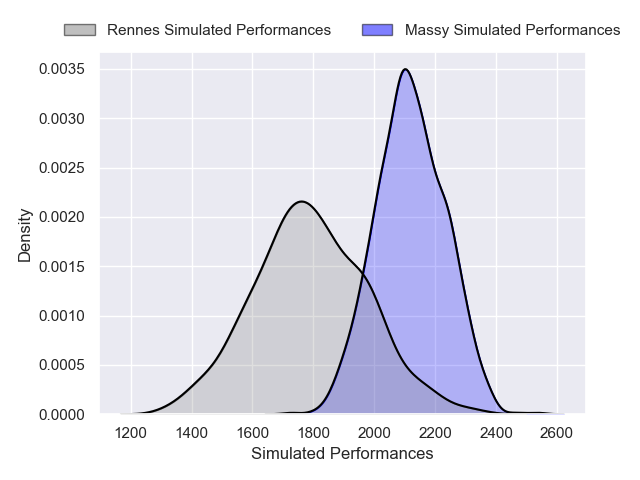 Rennes Simulated Performances
Massy Simulated Performances
0.0035
0.0030
0.0025
0.0020
0.0015
0.0010
0.0005
0.0000
Density
1200 1400 1600 1800 2000 2200 2400 2600
Simulated Performances